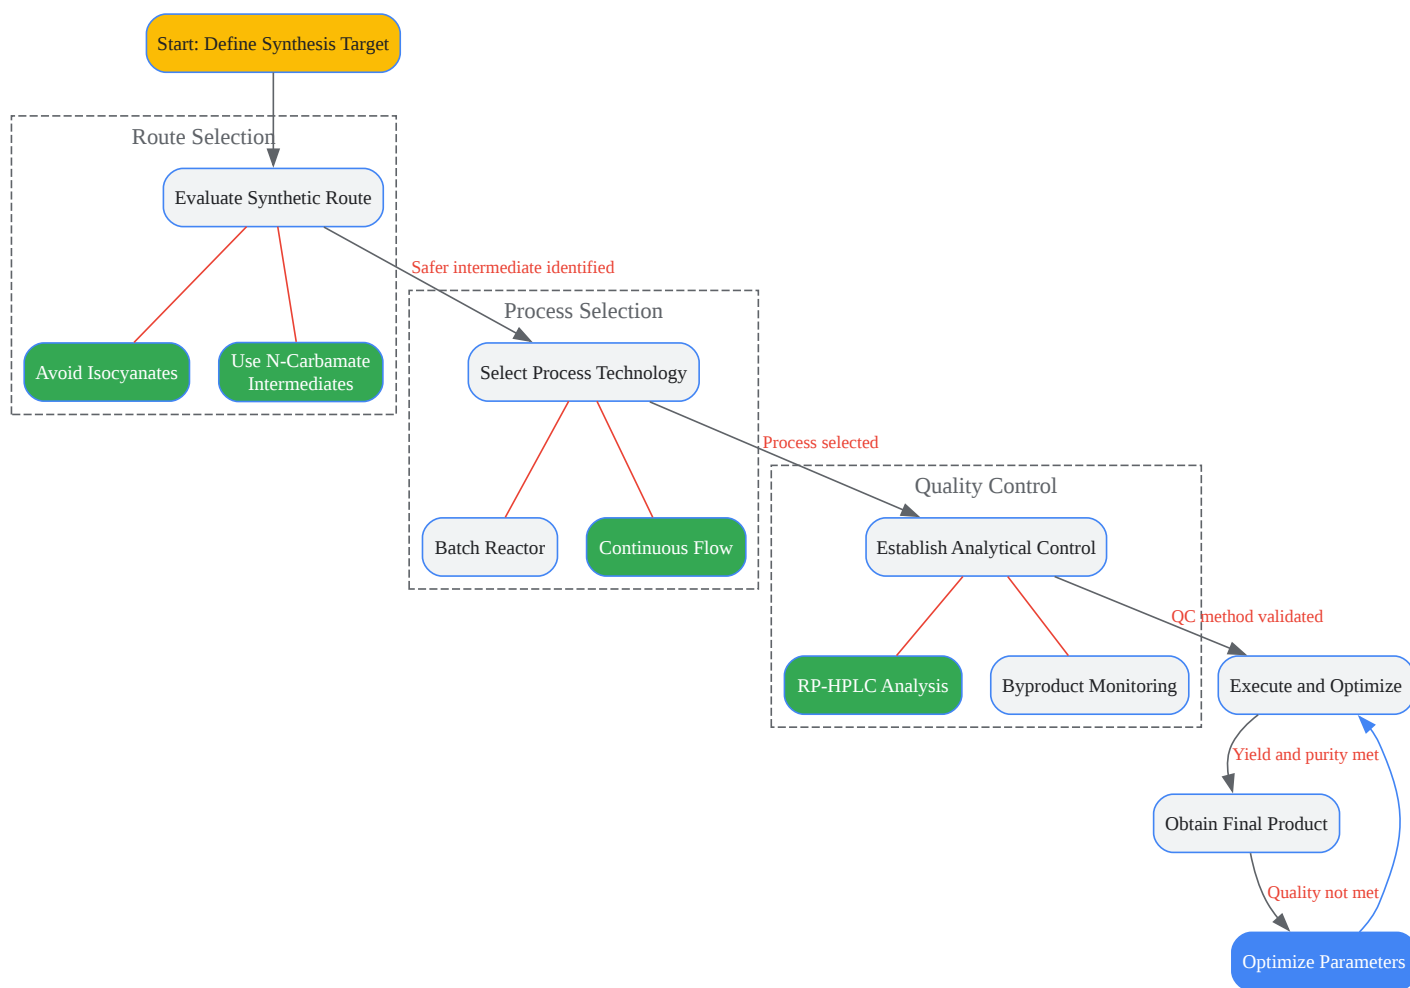 Start: Define Synthesis Target
Route Selection
Evaluate Synthetic Route
Safer intermediate identified
Process Selection
Avoid Isocyanates
Use N-Carbamate
Intermediates
Select Process Technology
Process selected
Quality Control
Batch Reactor
Continuous Flow
Establish Analytical Control
QC method validated
RP-HPLC Analysis
Byproduct Monitoring
Execute and Optimize
Yield and purity met
Obtain Final Product
Quality not met
Optimize Parameters